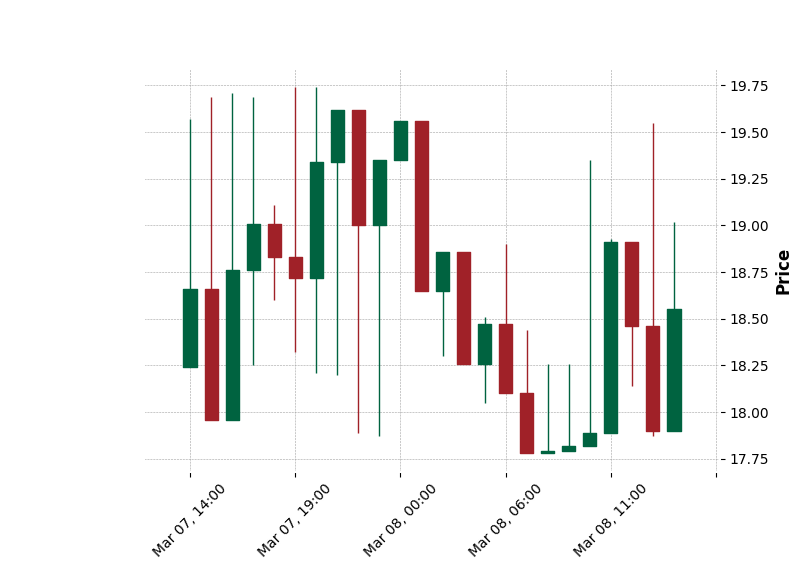 19.75
19.50
19.25
19.00
18.75
18.50
18.25
18.00
17.75
Price
Mar 07, 14:00
Mar 07, 19:00
Mar 08, 00:00
Mar 08, 06:00
Mar 08, 11:00